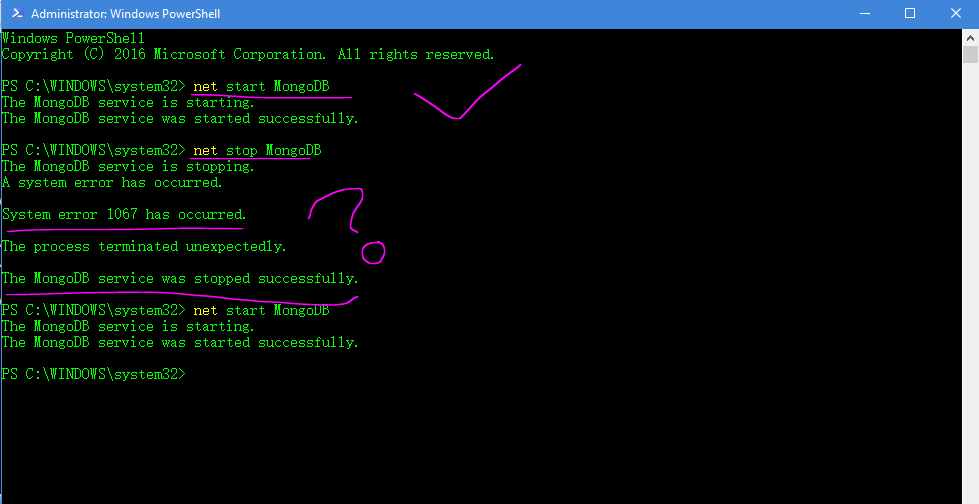 Administrator: Windows PowerShell
Windows PowerShell
Copyright (C) 2016 Microsoft Corporation. All rights reserved.
PS C:\WINDOWS\system32> net start MongoDB
The MongoDB service is starting.
The MongoDB service was started successfully.
PS C:\WINDOWS\system32> net stop MongoDB
The MongoDB service is stopping.
A system error has occurred.
System error 1067 has occurred.
?
The process terminated unexpectedly.
The MongoDB service was stopped successfully.
PS C:\WINDOWS\system32> net start MongoDB
The MongoDB service is starting.
The MongoDB service was started successfully.
PS C:\WINDOWS\system32>